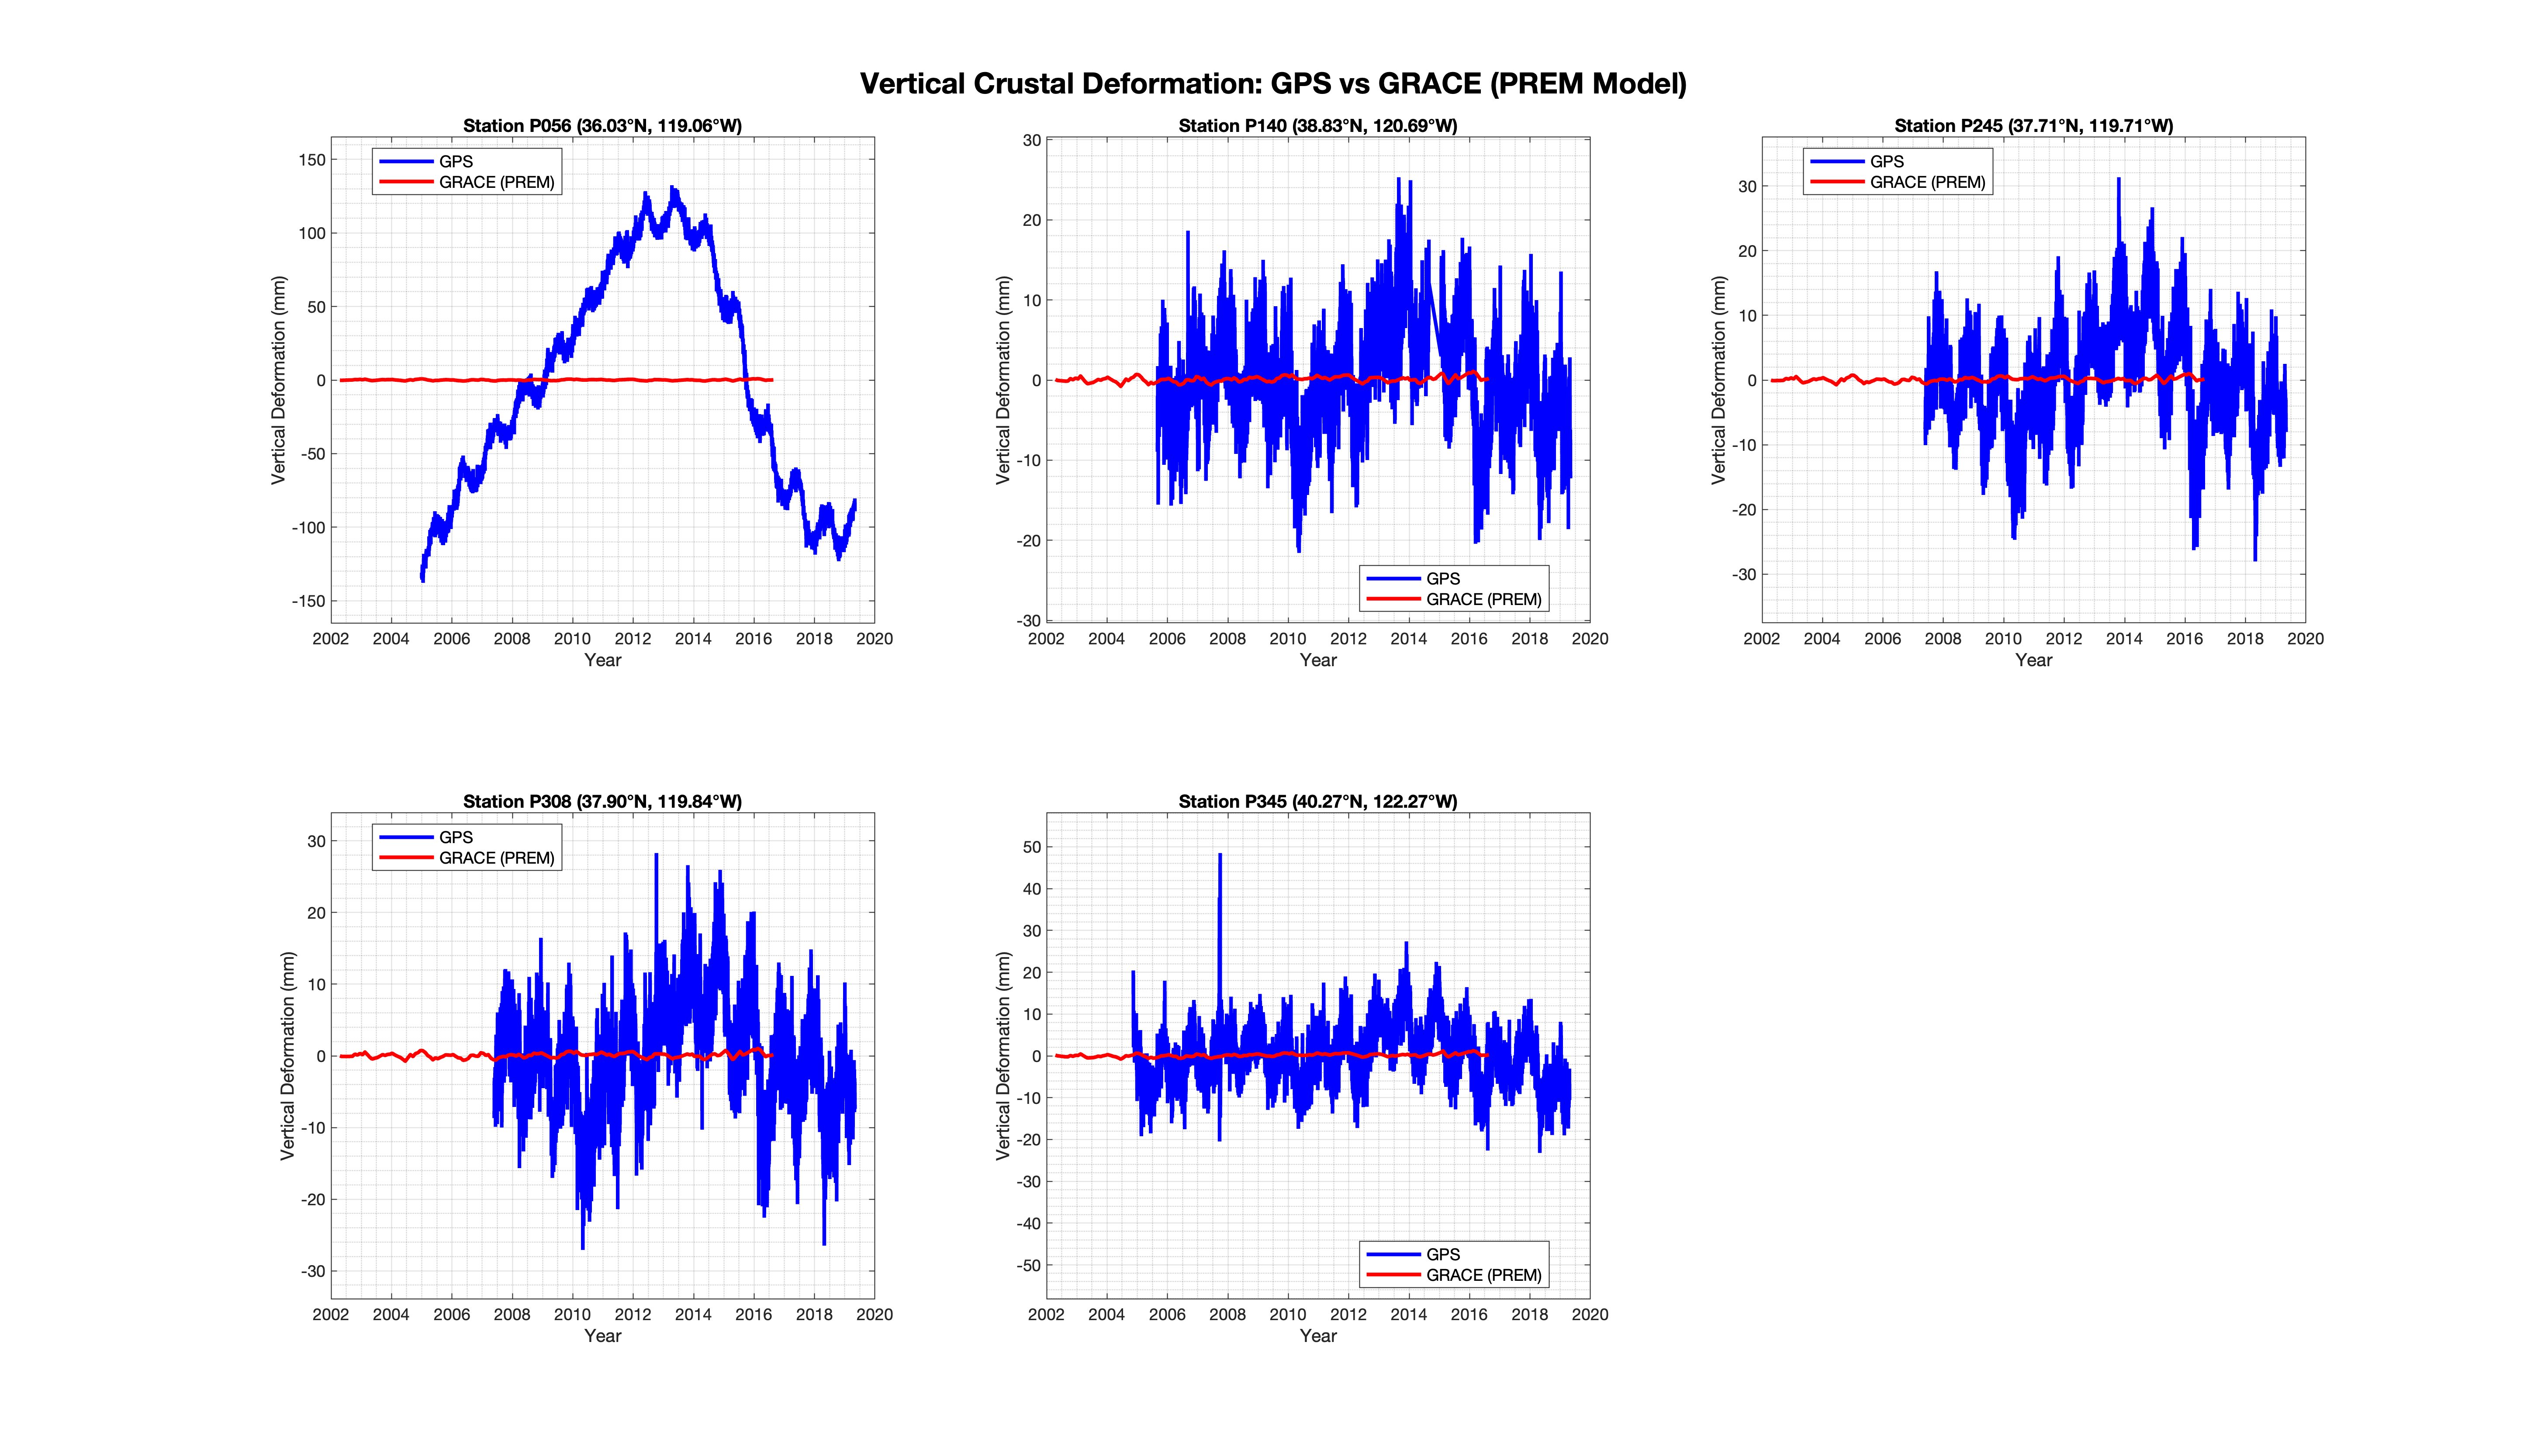 Vertical Crustal Deformation: GPS vs GRACE (PREM Model)
Station P056 (36.03°N, 119.06°W)
GPS
GRACE (PREM)
Vertical Deformation (mm)
150
100
50
0
-50
-100
-150
2002 2004 2006 2008 2010 2012 2014 2016 2018 2020
Year
Station P140 (38.83°N, 120.69°W)
Vertical Deformation (mm)
30
20
10
0
-10
-20
-30
GPS
GRACE (PREM)
2002 2004 2006 2008 2010 2012 2014 2016 2018 2020
Year
Station P245 (37.71°N, 119.71°W)
GPS
GRACE (PREM)
Vertical Deformation (mm)
30
20
10
0
-10
-20
-30
2002 2004 2006 2008 2010 2012 2014 2016 2018 2020
Year
Station P308 (37.90°N, 119.84°W)
GPS
GRACE (PREM)
Vertical Deformation (mm)
30
20
10
0
-10
-20
-30
2002 2004 2006 2008 2010 2012 2014 2016 2018 2020
Year
Station P345 (40.27°N, 122.27°W)
Vertical Deformation (mm)
50
40
30
20
10
0
-10
-20
-30
-40
-50
GPS
GRACE (PREM)
2002 2004 2006 2008 2010 2012 2014 2016 2018 2020
Year